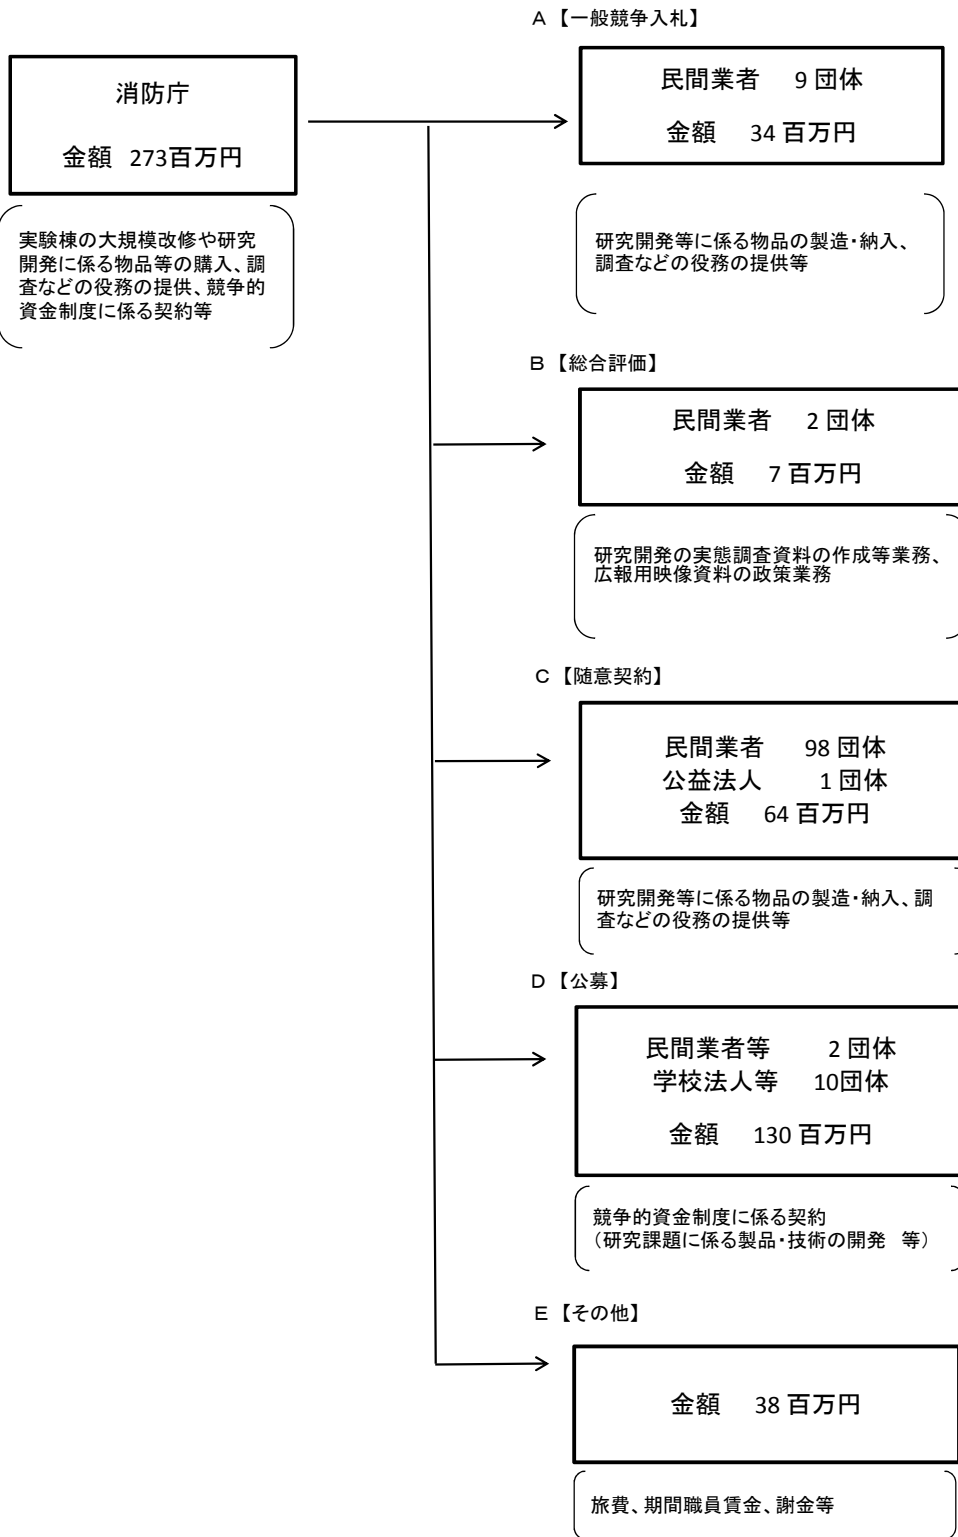 消防庁
金額 273百万円
実験棟の大規模改修や研究
開発に係る物品等の購入、調
査などの役務の提供、競争的
資金制度に係る契約等
A 【一般競争入札】
民間業者 9 団体
金額 34 百万円
研究開発等に係る物品の製造・納入、
調査などの役務の提供等
B 【総合評価】
民間業者 2 団体
金額 7 百万円
研究開発の実態調査資料の作成等業務、
広報用映像資料の政策業務
C 【随意契約】
民間業者 98 団体
公益法人 1 団体
金額 64 百万円
研究開発等に係る物品の製造・納入、調
査などの役務の提供等
D 【公募】
民間業者等 2 団体
学校法人等 10団体
金額 130 百万円
競争的資金制度に係る契約
（研究課題に係る製品・技術の開発 等）
E 【その他】
金額 38 百万円
旅費、期間職員賃金、謝金等